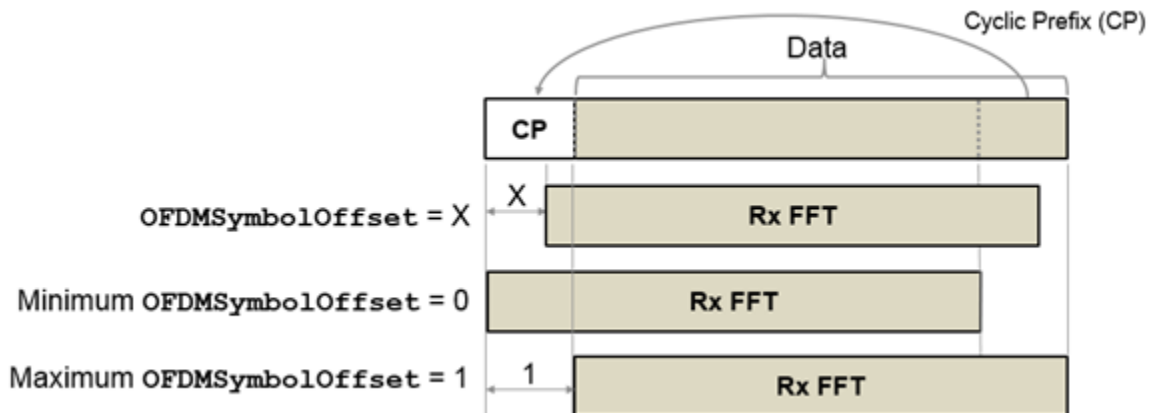 Cyclic Prefix (CP)
Data
CP
X
OFDMSymbolOffset = X
Rx FFT
Minimum OFDMSymbolOffset = 0
Rx FFT
Maximum OFDMSymbolOffset = 1
1
Rx FFT